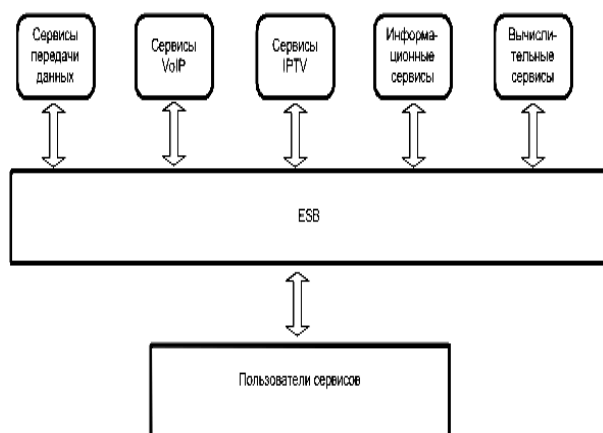 Сервисы
передачи
данных
Сервисы
VoIP
Сервисы
IPTV
Информа-
ционные
сервисы
Вычисли-
тельные
сервисы
ESB
Пользователи сервисов